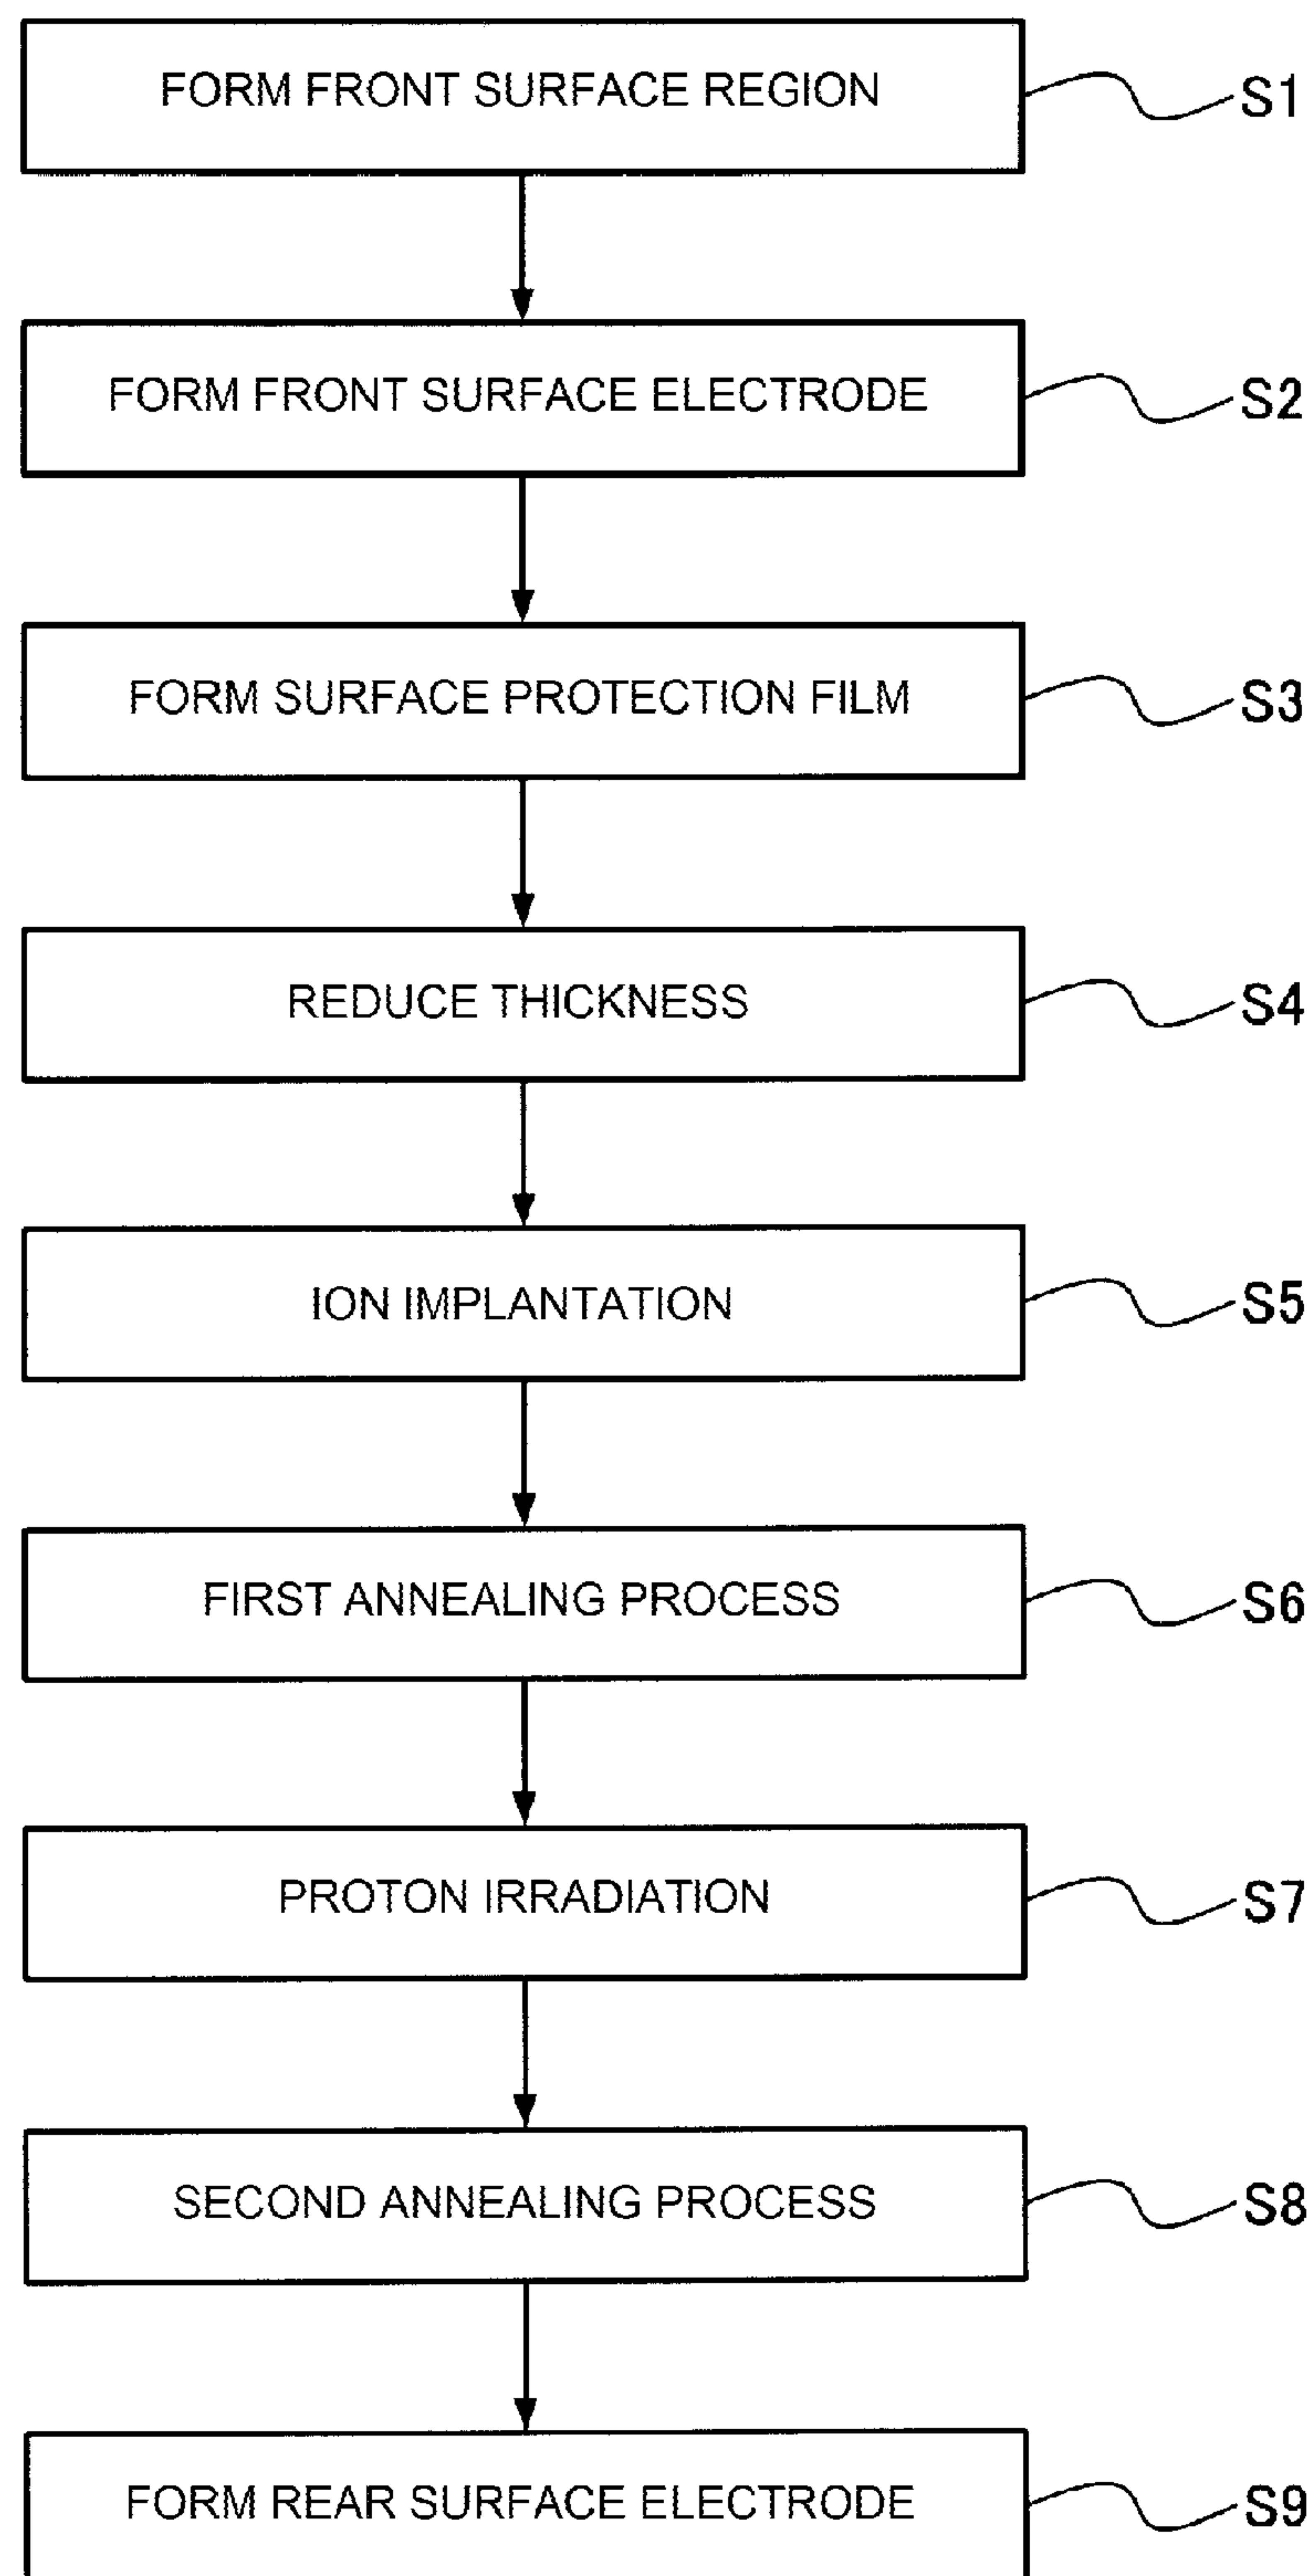 FORM FRONT SURFACE REGION S1
FORM FRONT SURFACE ELECTRODE S2
FORM SURFACE PROTECTION FILM S3
REDUCE THICKNESS S4
ION IMPLANTATION S5
FIRST ANNEALING PROCESS S6
PROTON IRRADIATION S7
SECOND ANNEALING PROCESS S8
FORM REAR SURFACE ELECTRODE S9